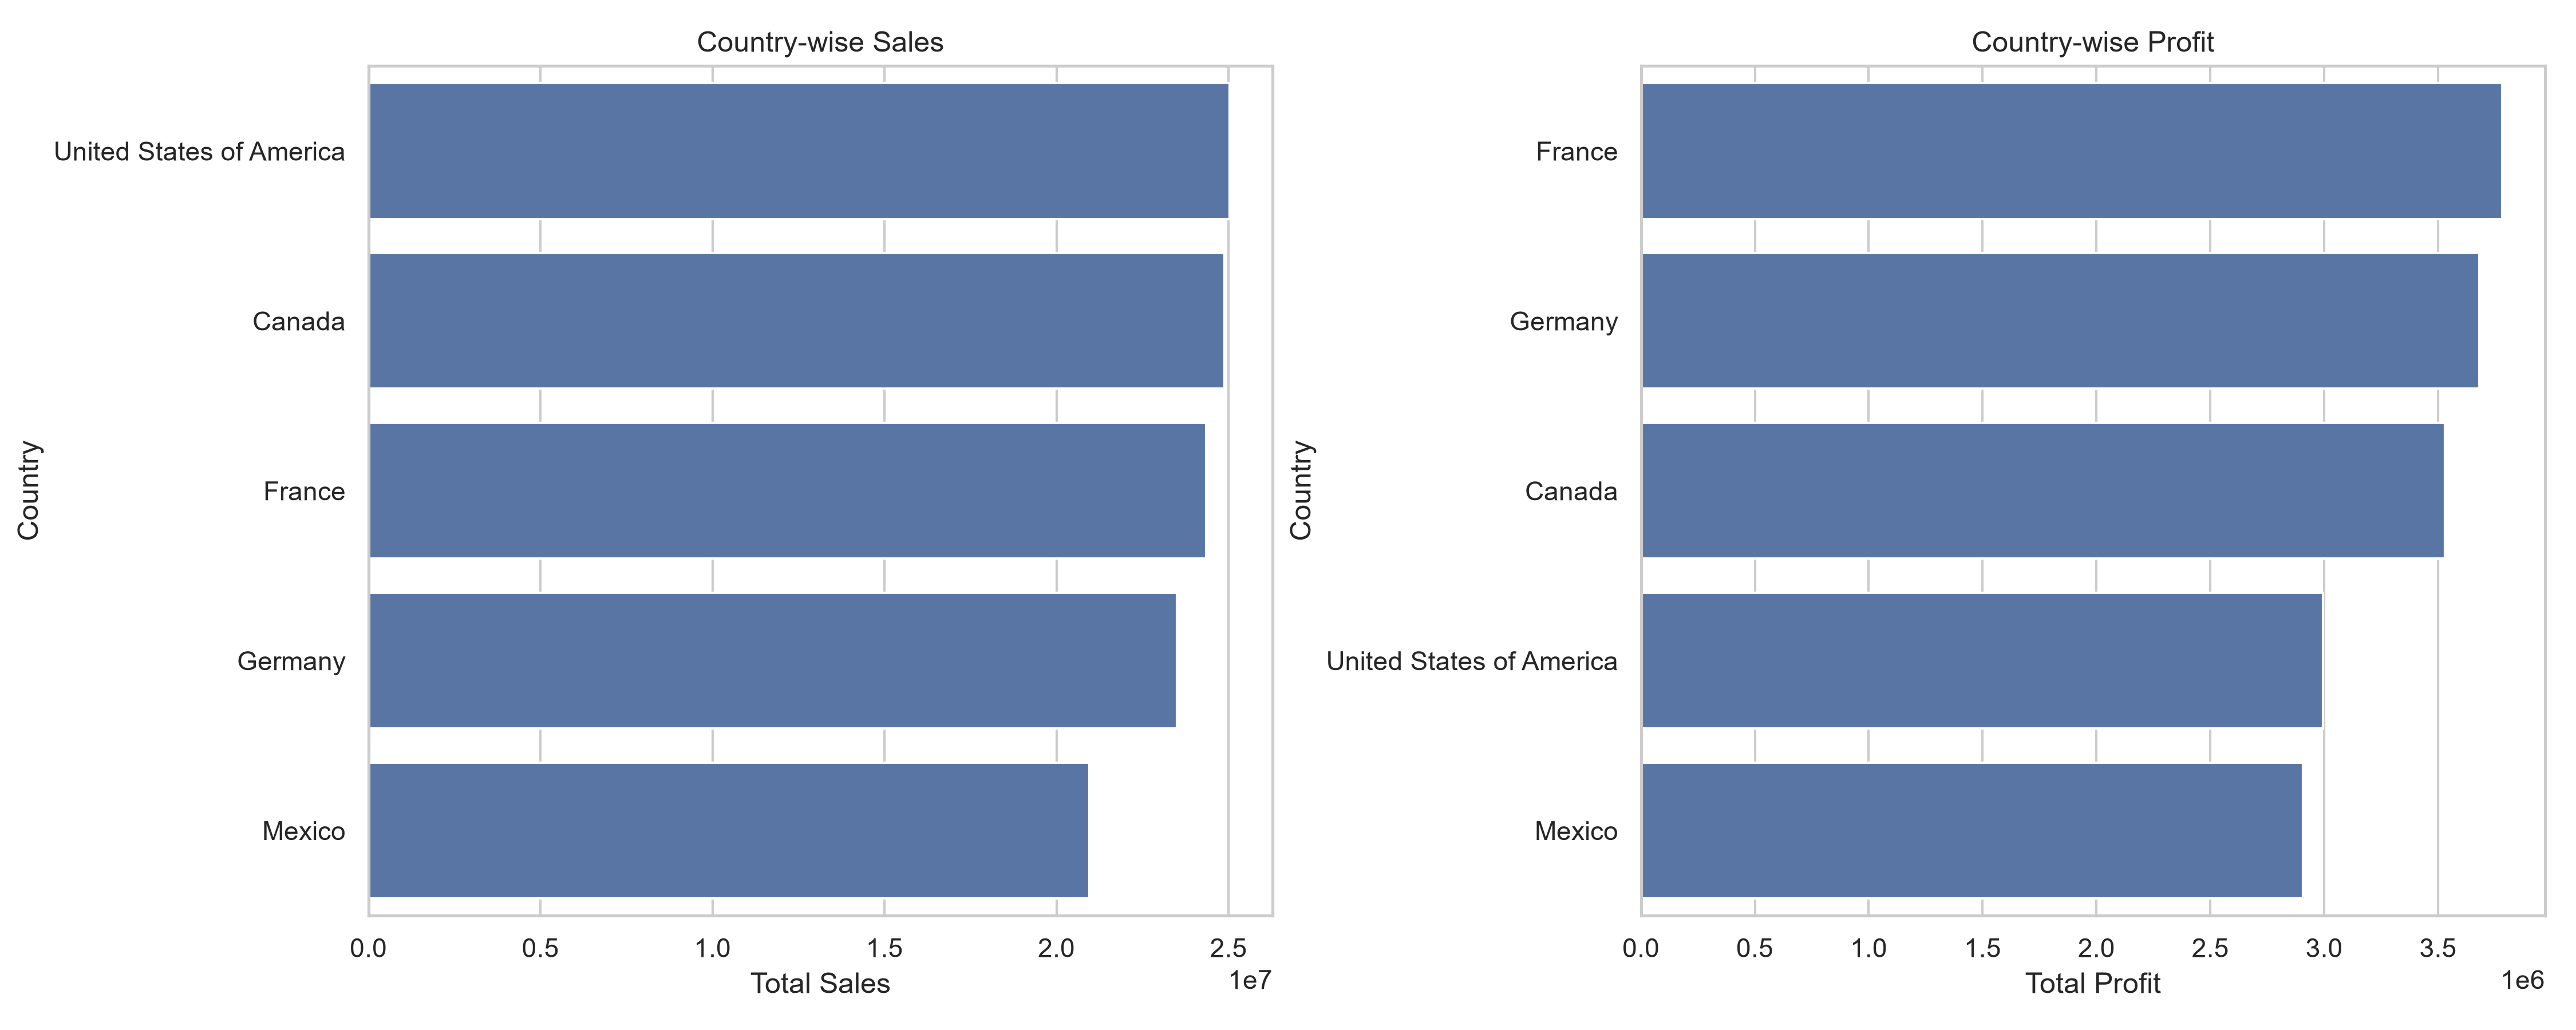 Country-wise Sales
Country
United States of America
Canada
France
Germany
Mexico
0.0 0.5 1.0 1.5 2.0 2.5
1e7
Total Sales
Country-wise Profit
Country
France
Germany
Canada
United States of America
Mexico
0.0 0.5 1.0 1.5 2.0 2.5 3.0 3.5
1e6
Total Profit